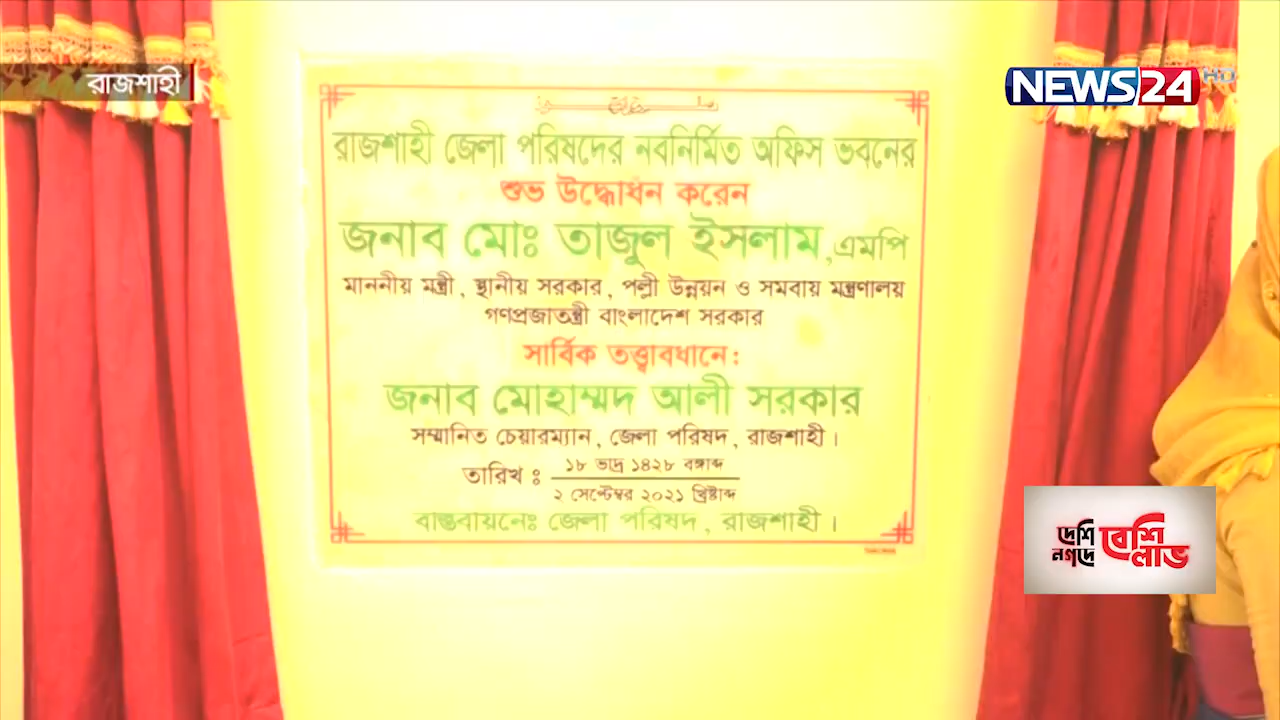 রাজশাহী
NEWS24 HD
রাজশাহী জেলা পরিষদের নবনির্মিত অফিস ভবনের
শুভ উদ্ধোধন করেন
জনাব মোঃ তাজুল ইসলাম,এমপি
মাননীয় মন্ত্রী, স্থানীয় সরকার, পল্লী উন্নয়ন ও সমবায় মন্ত্রণালয়
গণপ্রজাতন্ত্রী বাংলাদেশ সরকার
সার্বিক তত্ত্বাবধানে:
জনাব মোহাম্মদ আলী সরকার
সম্মানিত চেয়ারম্যান, জেলা পরিষদ, রাজশাহী।
তারিখ ঃ ১৮ ভাদ্র ১৪২৮ বঙ্গাব্দ
২ সেপ্টেম্বর ২০২১ খ্রিষ্টাব্দ
বাস্তবায়নেঃ জেলা পরিষদ, রাজশাহী।
দেশি বেশি
নগদে লাভ